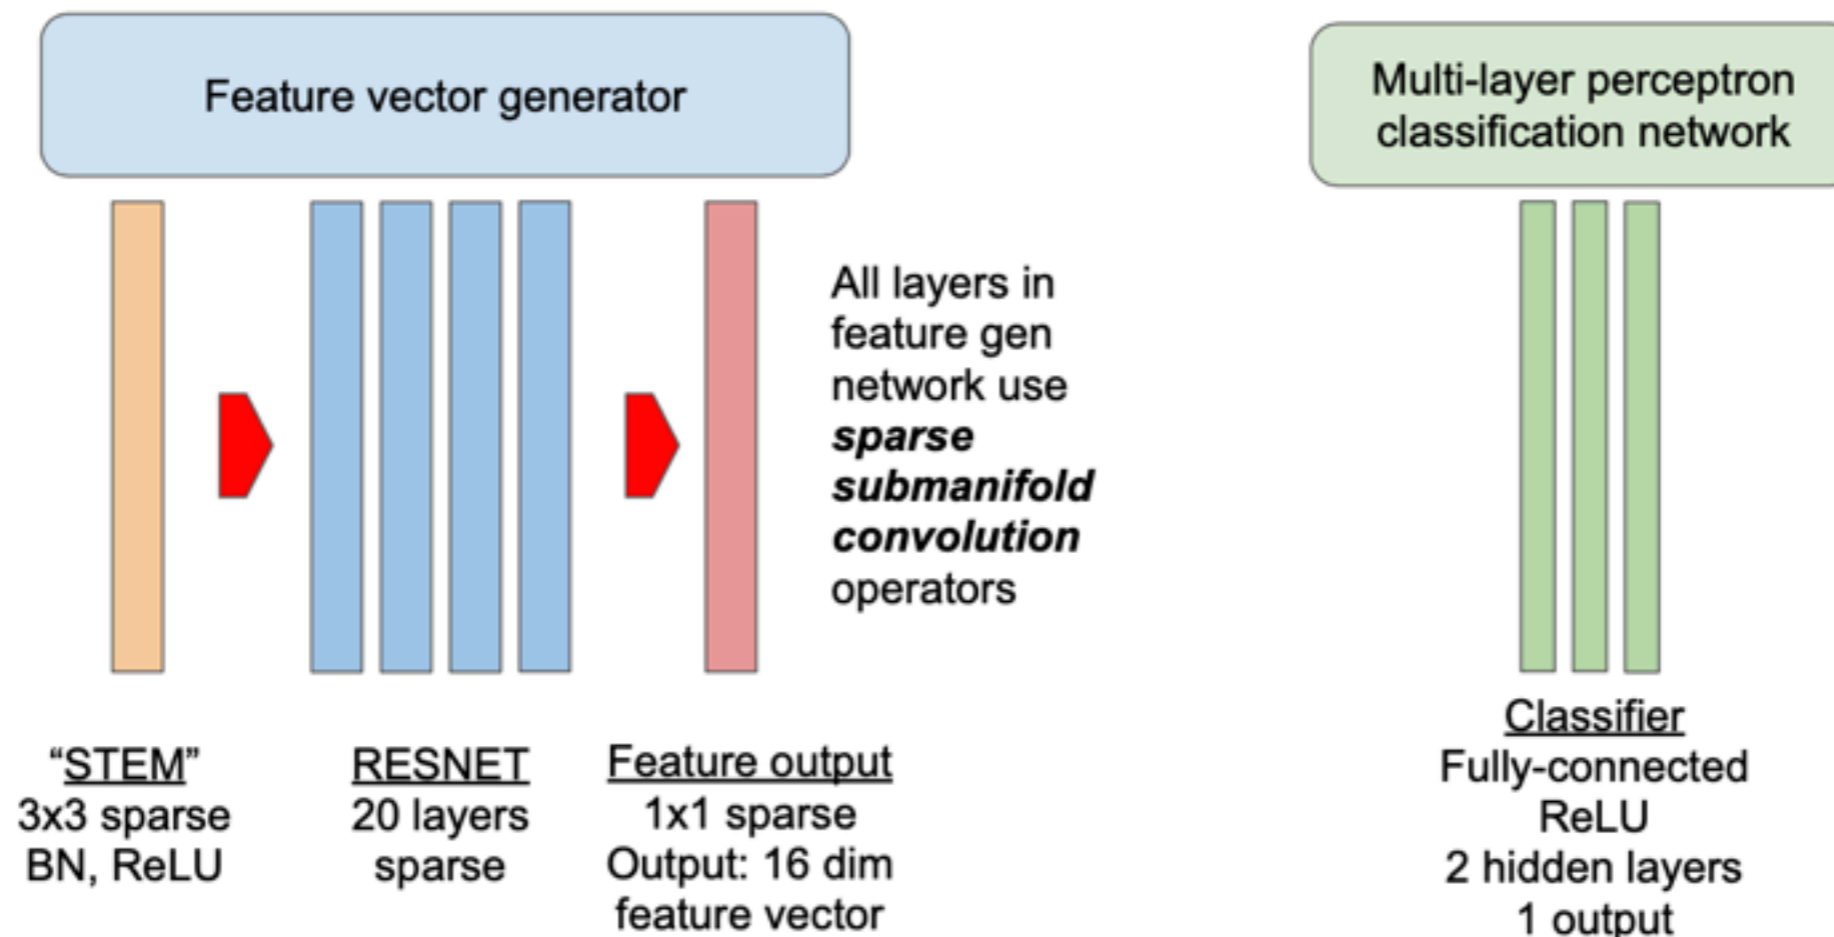 Feature vector generator
Multi-layer perceptron
classification network
All layers in
feature gen
network use
sparse
submanifold
convolution
operators
“STEM”
3x3 sparse
BN, ReLU
RESNET
20 layers
sparse
Feature output
1x1 sparse
Output: 16 dim
feature vector
Classifier
Fully-connected
ReLU
2 hidden layers
1 output